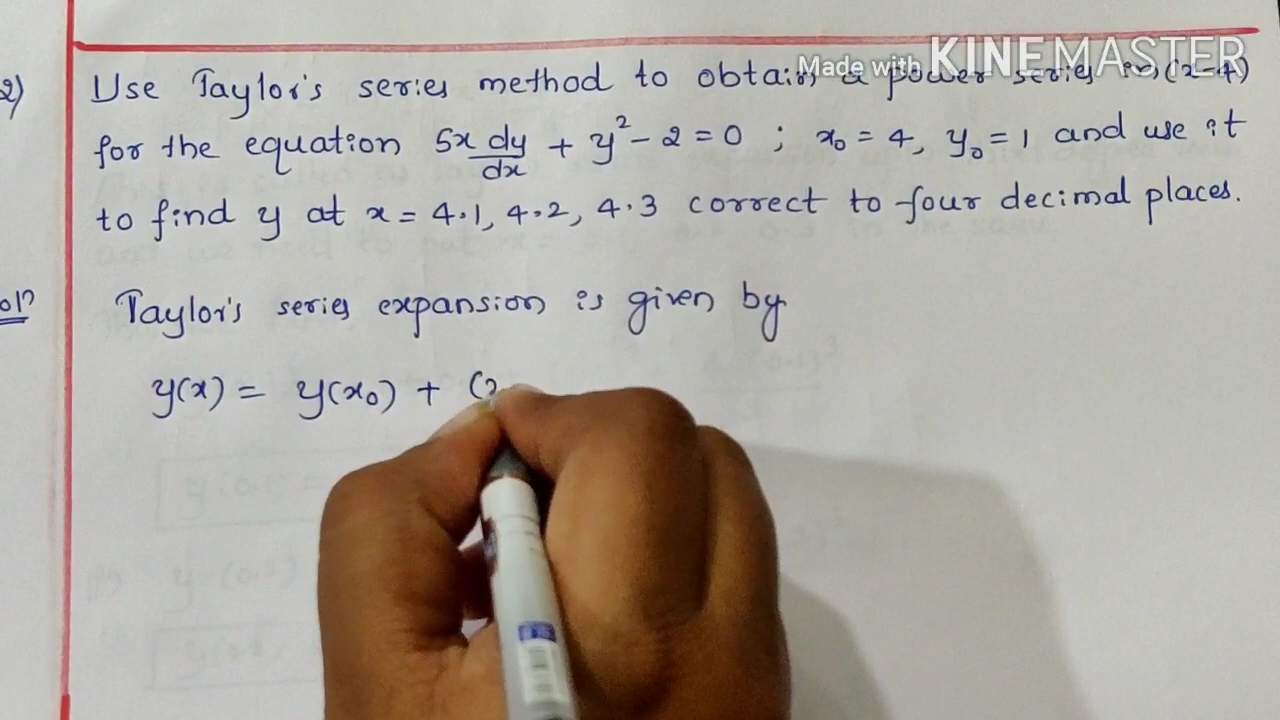 Made with KINEMASTER
2) Use Taylor's series method to obtain a power series in (x-4)
for the equation 5x dy/dx + y² - 2 = 0 ; x₀ = 4, y₀ = 1 and use it
to find y at x = 4.1, 4.2, 4.3 correct to four decimal places.
Taylor's series expansion is given by
y(x) = y(x₀) + (x